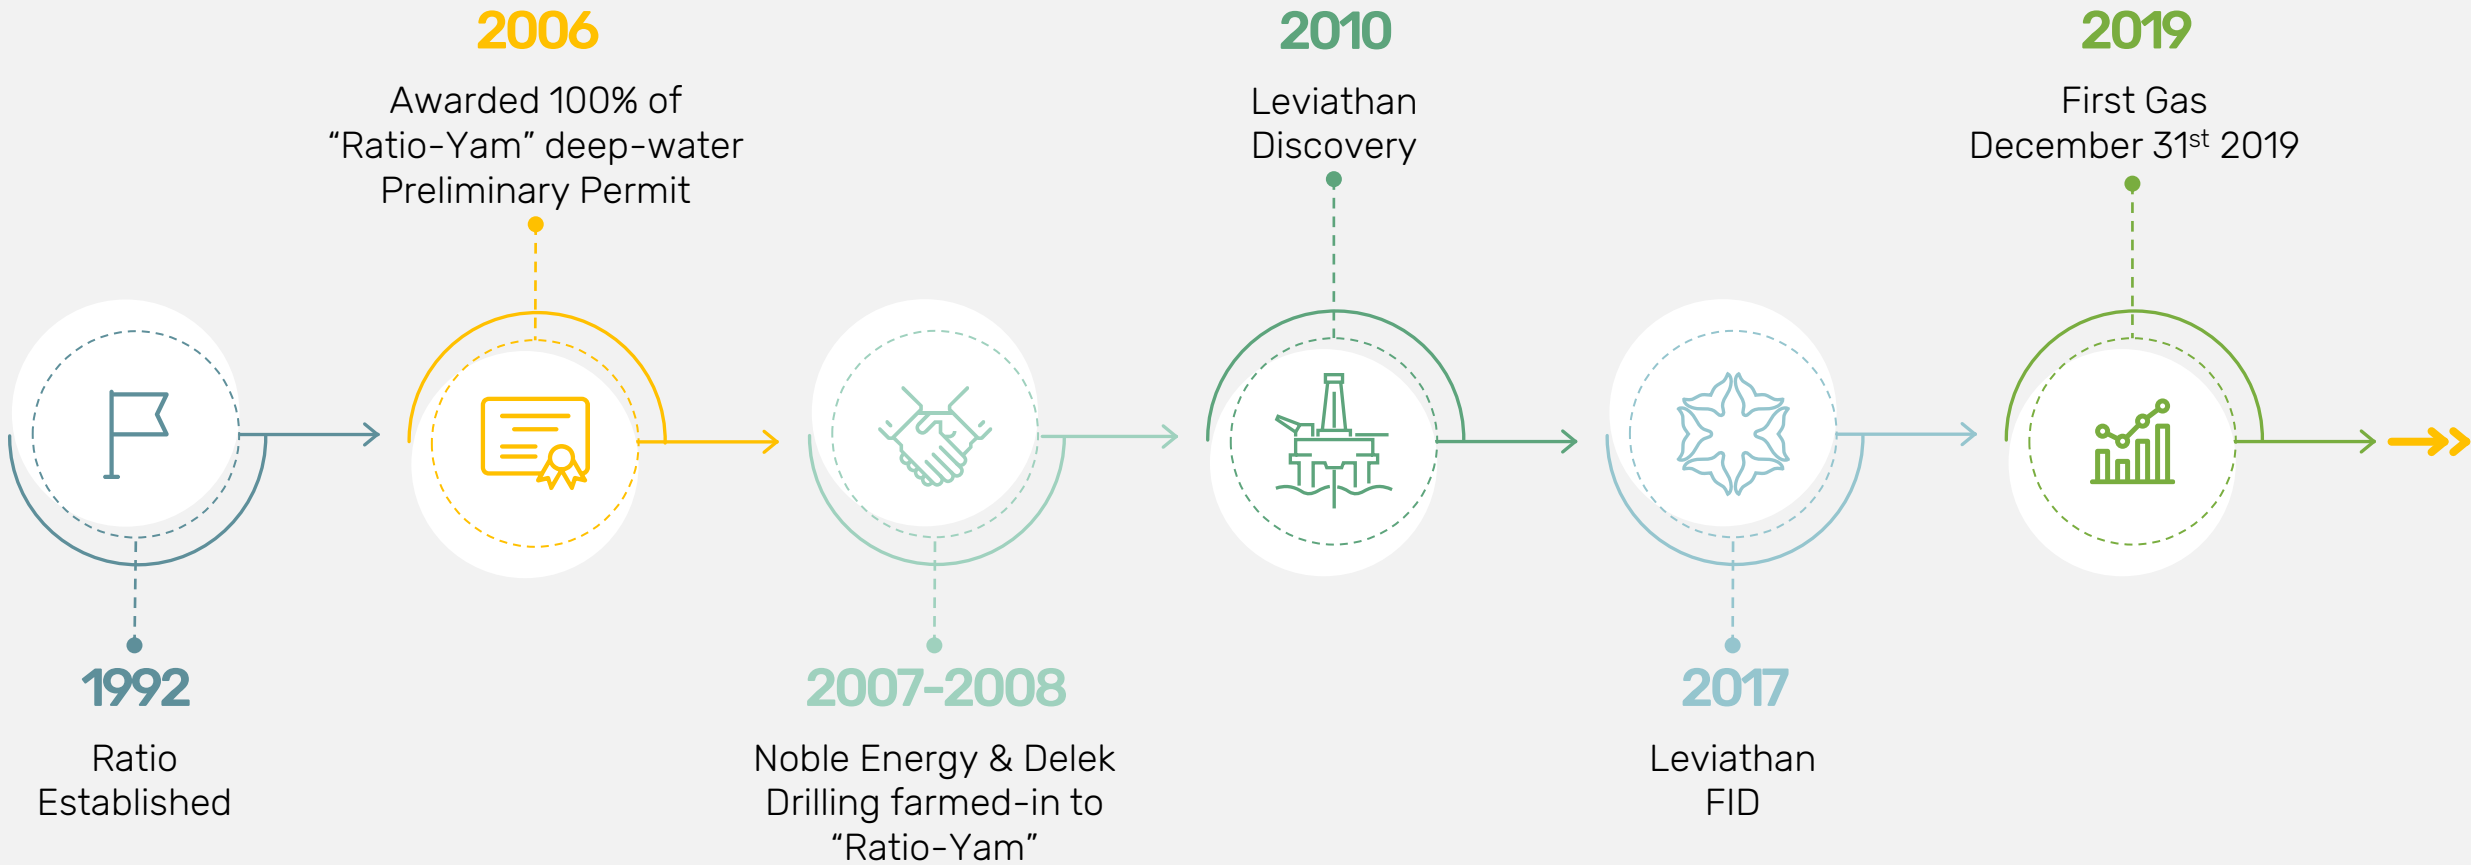 1992
Ratio
Established
2006
Awarded 100% of
“Ratio-Yam” deep-water
Preliminary Permit
2007-2008
Noble Energy & Delek
Drilling farmed-in to
“Ratio-Yam”
2010
Leviathan
Discovery
2017
Leviathan
FID
2019
First Gas
December 31st 2019